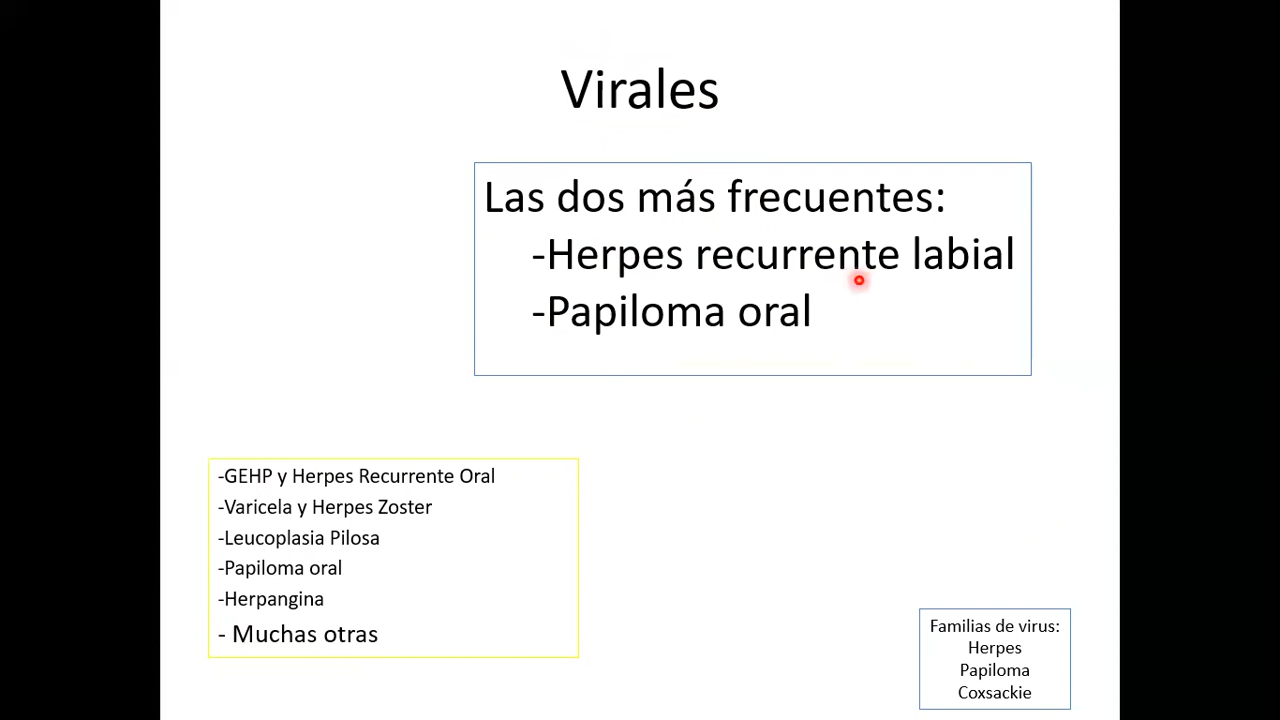 Virales
Las dos más frecuentes:
-Herpes recurrente labial
-Papiloma oral
-GEHP y Herpes Recurrente Oral
-Varicela y Herpes Zoster
-Leucoplasia Pilosa
-Papiloma oral
-Herpangina
- Muchas otras
Familias de virus:
Herpes
Papiloma
Coxsackie